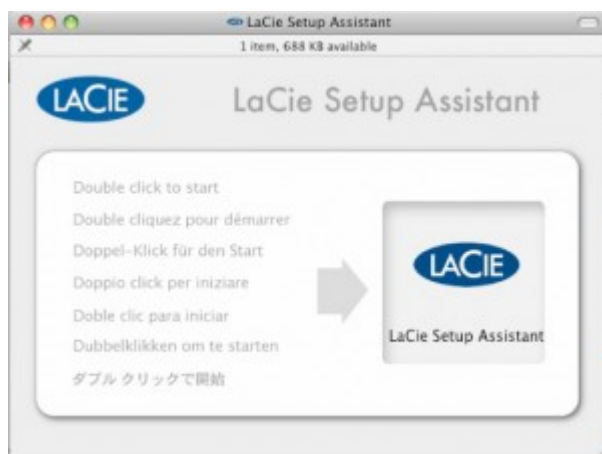 LaCie Setup Assistant
1 item, 688 KB available
LACIE
LaCie Setup Assistant
Double click to start
Double cliquez pour démarrer
Doppel-Klick für den Start
Doppio click per iniziare
Doble clic para iniciar
Dubbelklikken om te starten
ダブル クリックで開始
LACIE
LaCie Setup Assistant